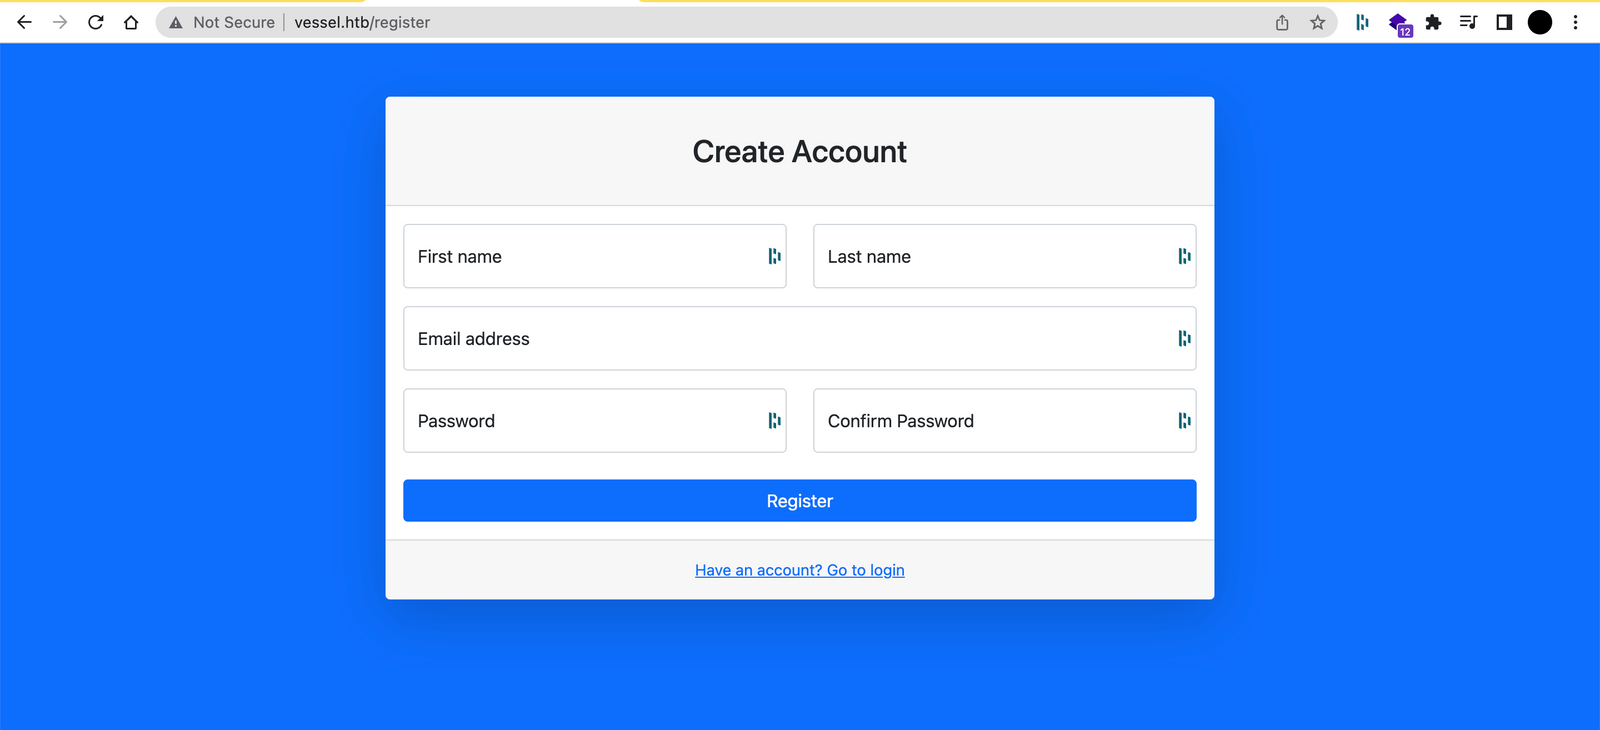 Not Secure vessel.htb/register
12
Create Account
First name Last name
Email address
Password Confirm Password
Register
Have an account? Go to login